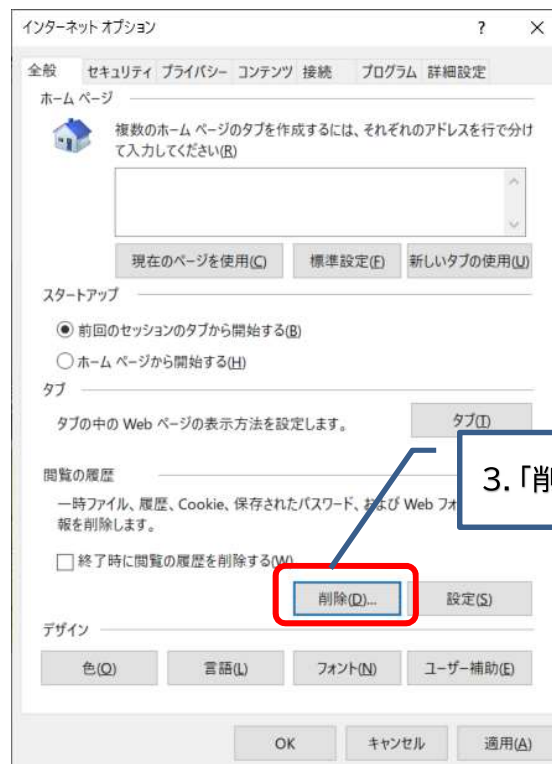 インターネット オプション ? ×
全般 セキュリティ プライバシー コンテンツ 接続 プログラム 詳細設定
ホーム ページ
複数のホーム ページのタブを作成するには、それぞれのアドレスを行で分け
て入力してください(R)
現在のページを使用(C) 標準設定(F) 新しいタブの使用(U)
スタートアップ
前回のセッションのタブから開始する(B)
ホーム ページから開始する(H)
タブ
タブの中の Web ページの表示方法を設定します。 タブ(T)
3.「削
閲覧の履歴
一時ファイル、履歴、Cookie、保存されたパスワード、および Web フォ
報を削除します。
終了時に閲覧の履歴を削除する(W)
削除(D)... 設定(S)
デザイン
色(O) 言語(L) フォント(N) ユーザー補助(E)
OK キャンセル 適用(A)